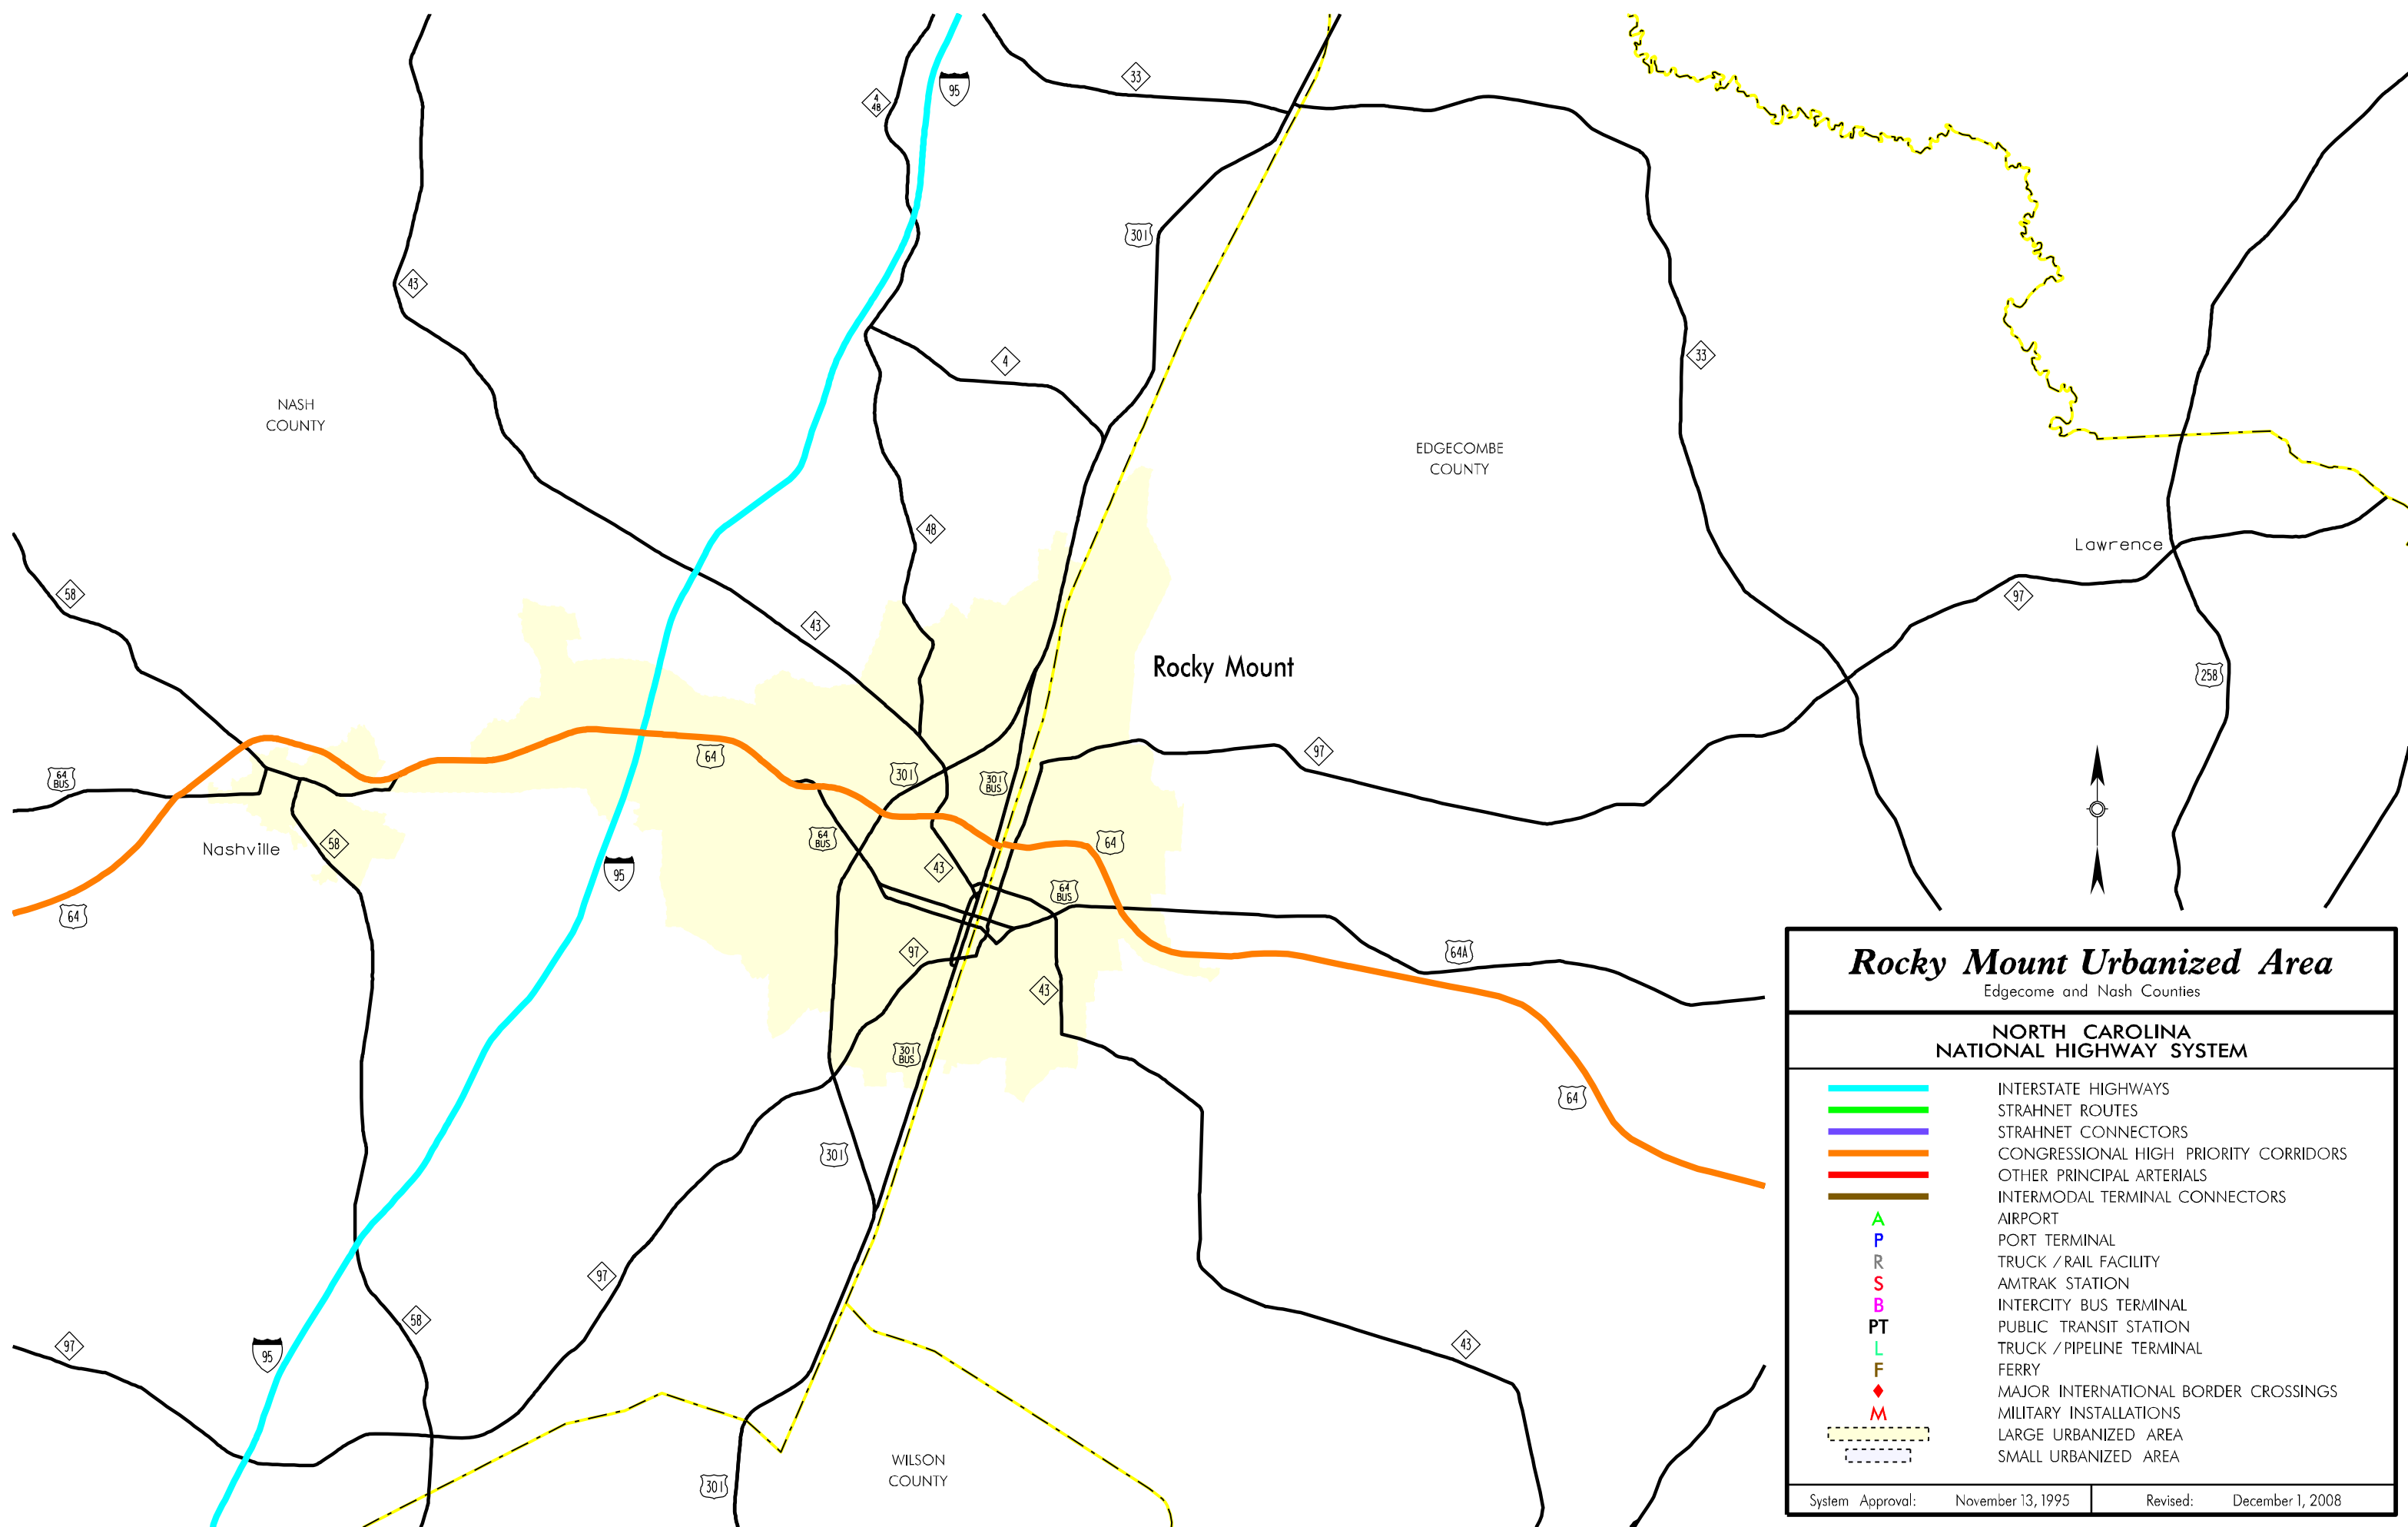 33
95
4
48
301
43
33
4
NASH
COUNTY
EDGECOMBE
COUNTY
48
Lawrence
58
97
43
Rocky Mount
258
64
301
97
64
BUS
301
BUS
64
BUS
58
64
Nashville
43
95
64
BUS
64
97
64A
43
301
BUS
64
301
97
58
95
97
43
WILSON
COUNTY
301
Rocky Mount Urbanized Area
Edgecome and Nash Counties
NORTH CAROLINA
NATIONAL HIGHWAY SYSTEM
INTERSTATE HIGHWAYS
STRAHNET ROUTES
STRAHNET CONNECTORS
CONGRESSIONAL HIGH PRIORITY CORRIDORS
OTHER PRINCIPAL ARTERIALS
INTERMODAL TERMINAL CONNECTORS
A AIRPORT
P PORT TERMINAL
R TRUCK / RAIL FACILITY
S AMTRAK STATION
B INTERCITY BUS TERMINAL
PT PUBLIC TRANSIT STATION
L TRUCK / PIPELINE TERMINAL
F FERRY
MAJOR INTERNATIONAL BORDER CROSSINGS
M MILITARY INSTALLATIONS
LARGE URBANIZED AREA
SMALL URBANIZED AREA
System Approval: November 13, 1995 Revised: December 1, 2008